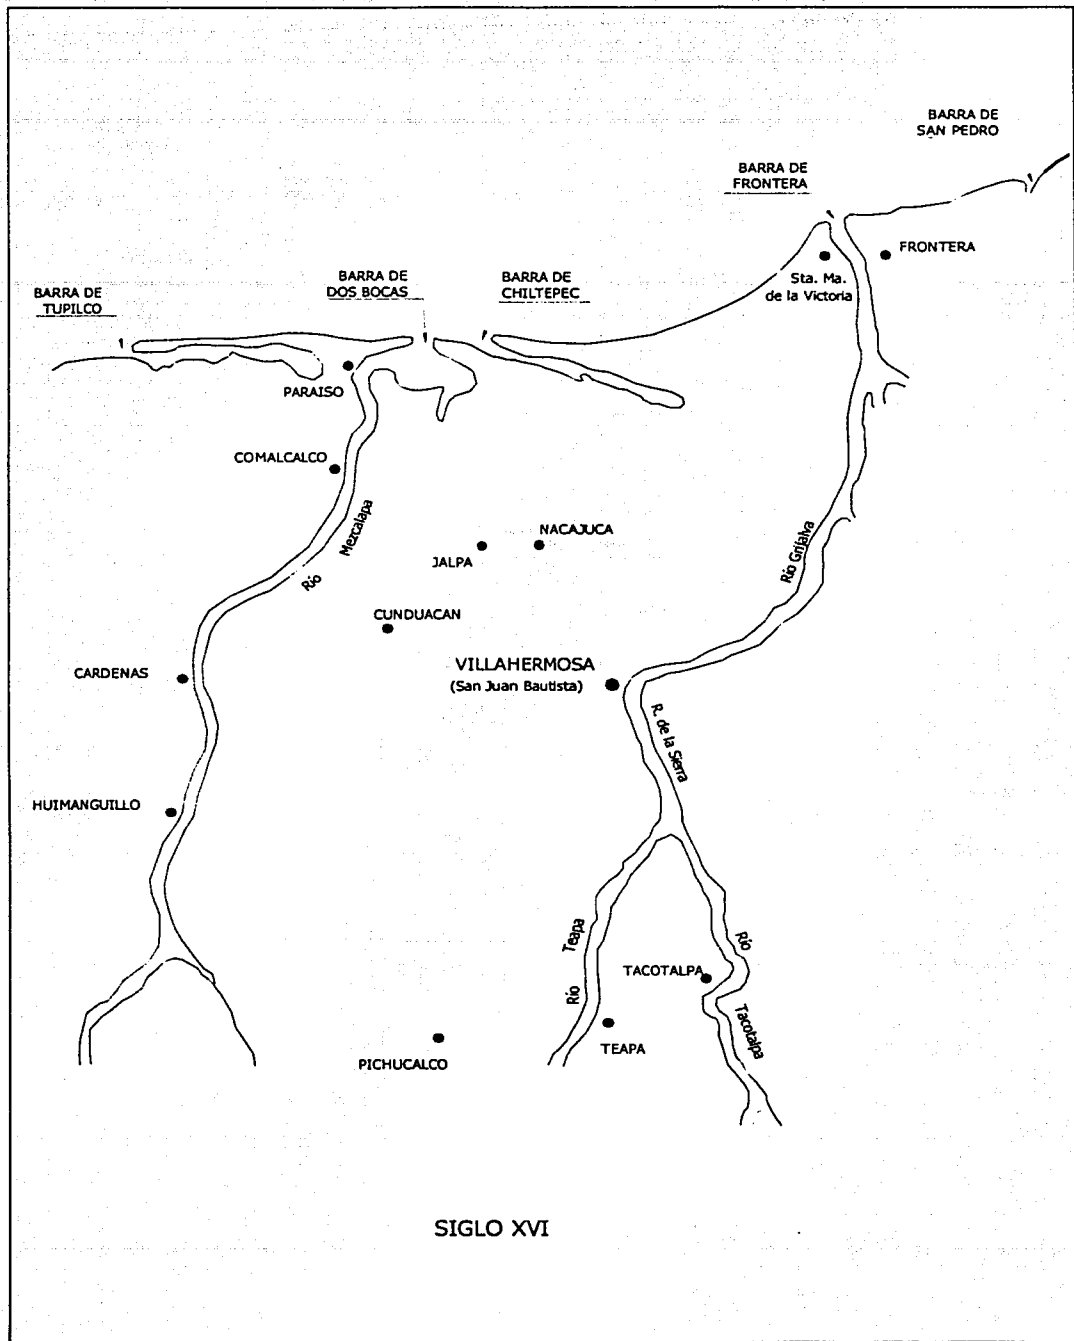 BARRA DE
SAN PEDRO
BARRA DE
FRONTERA
FRONTERA
Sta. Ma.
de la Victoria
BARRA DE
DOS BOCAS
BARRA DE
CHILTEPEC
BARRA DE
TUPILCO
PARAISO
COMALCALCO
Río Mezcalapa
NACAJUCA
JALPA
Río Grijalva
CUNDUACAN
VILLAHERMOSA
(San Juan Bautista)
CARDENAS
R. de la Sierra
HUIMANGUILLO
Río Teapa
Río Tacotalpa
TACOTALPA
TEAPA
PICHUCALCO
SIGLO XVI